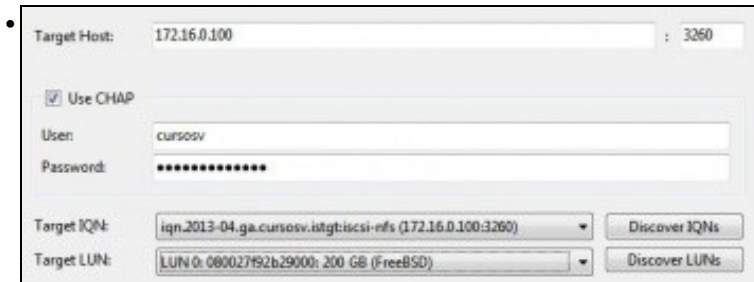 Target Host: 172.16.0.100 : 3260
Use CHAP
User: cursosv
Password: •••••••••••••
Target IQN: iqn.2013-04.ga.cursosv.istgt:iscsi-nfs (172.16.0.100:3260) Discover IQNs
Target LUN: LUN 0: 080027f92b29000: 200 GB (FreeBSD) Discover LUNs